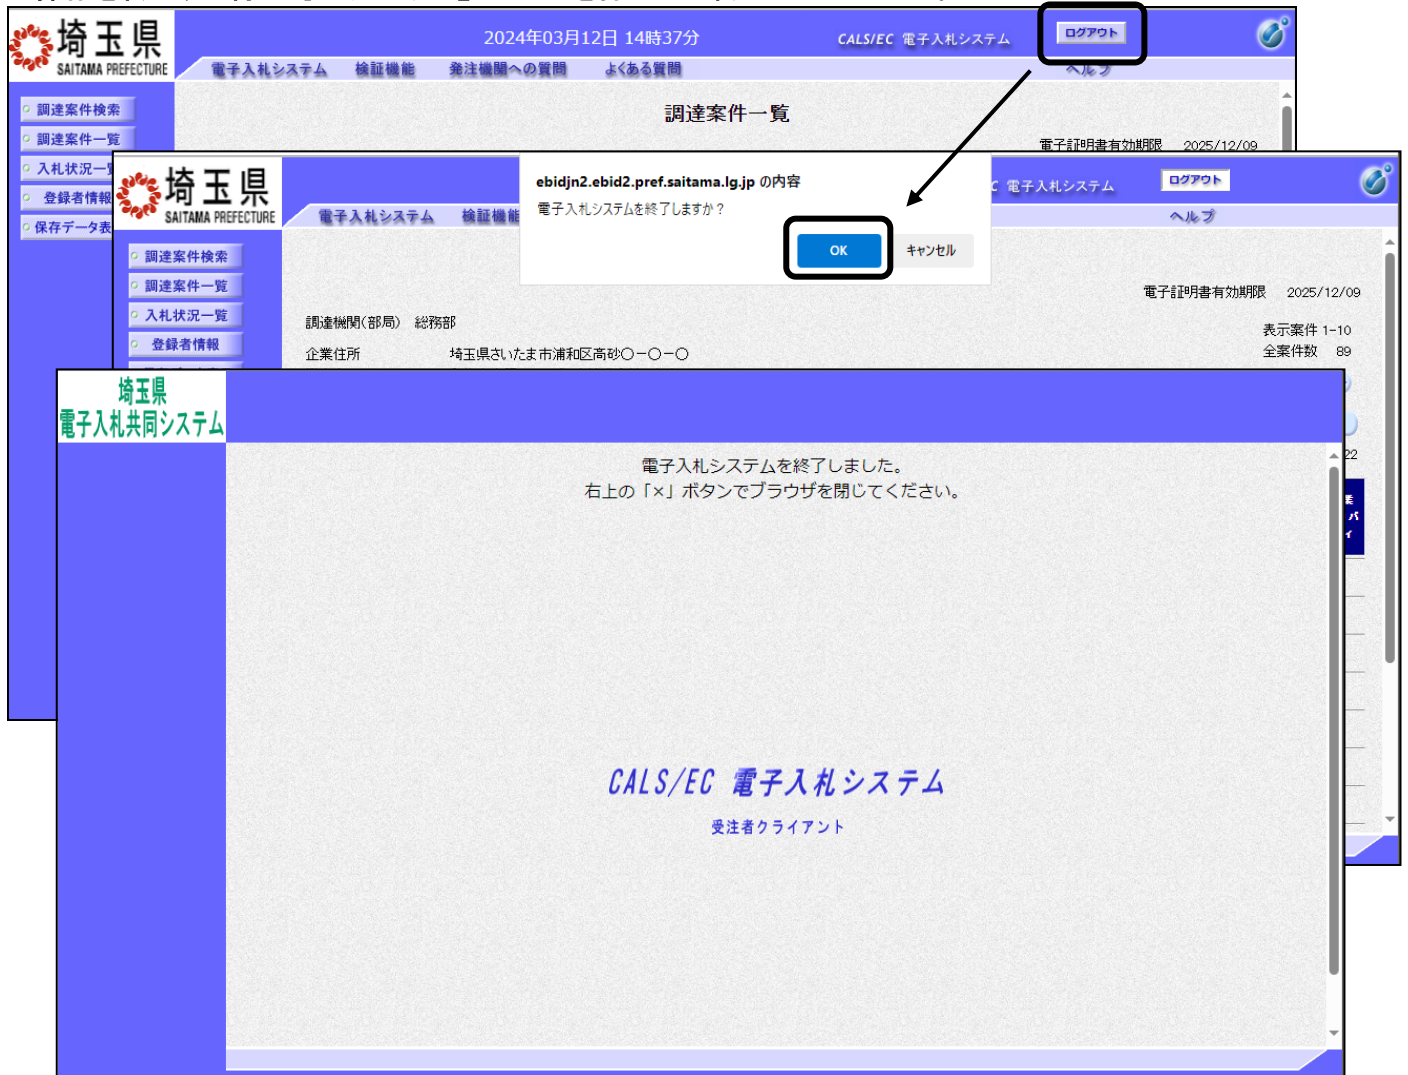 埼玉県
SAITAMA PREFECTURE
2024年03月12日 14時37分
CALS/EC 電子入札システム
ログアウト
電子入札システム 検証機能 発注機関への質問 よくある質問
ヘルプ
調達案件検索
調達案件一覧
入札状況一
登録者情報
保存データ表
調達案件一覧
電子証明書有効期限 2025/12/09
埼玉県
SAITAMA PREFECTURE
電子入札システム 検証機能
ebidjn2.ebid2.pref.saitama.lg.jp の内容
電子入札システムを終了しますか？
OK
キャンセル
電子入札システム
ログアウト
ヘルプ
調達案件検索
調達案件一覧
入札状況一覧
登録者情報
電子証明書有効期限 2025/12/09
調達機関(部局) 総務部
企業住所 埼玉県さいたま市浦和区高砂○－○－○
表示案件 1-10
全案件数 89
埼玉県
電子入札共同システム
電子入札システムを終了しました。
右上の「×」ボタンでブラウザを閉じてください。
CALS/EC 電子入札システム
受注者クライアント
22